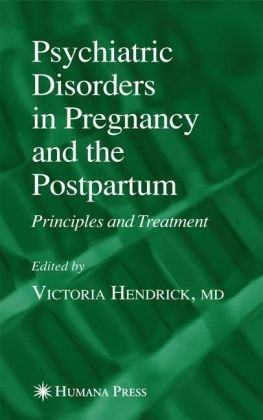 Psychiatric
Disorders
in Pregnancy
and the
Postpartum
Principles and Treatment
Edited by
VICTORIA HENDRICK, MD
HUMANA PRESS